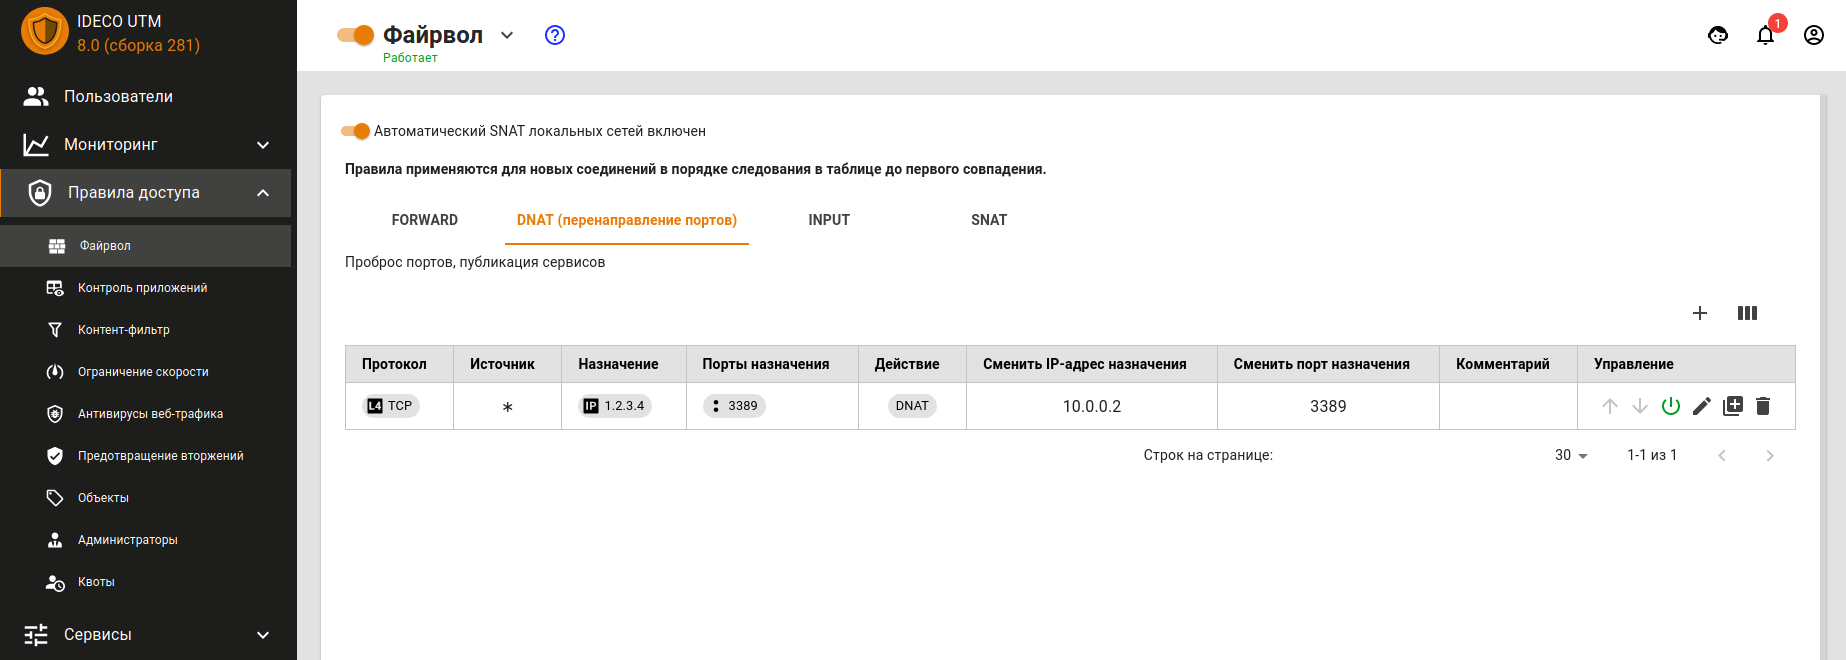 IDECO UTM
8.0 (сборка 281)
Пользователи
Мониторинг
Правила доступа
Файрвол
Контроль приложений
Контент-фильтр
Ограничение скорости
Антивирусы веб-трафика
Предотвращение вторжений
Объекты
Администраторы
Квоты
Сервисы
Файрвол
Работает
1
Автоматический SNAT локальных сетей включен
Правила применяются для новых соединений в порядке следования в таблице до первого совпадения.
FORWARD DNAT (перенаправление портов) INPUT SNAT
Проброс портов, публикация сервисов
Протокол Источник Назначение Порты назначения Действие Сменить IP-адрес назначения Сменить порт назначения Комментарий Управление
L4 TCP * IP 1.2.3.4 : 3389 DNAT 10.0.0.2 3389
Строк на странице: 30 1-1 из 1